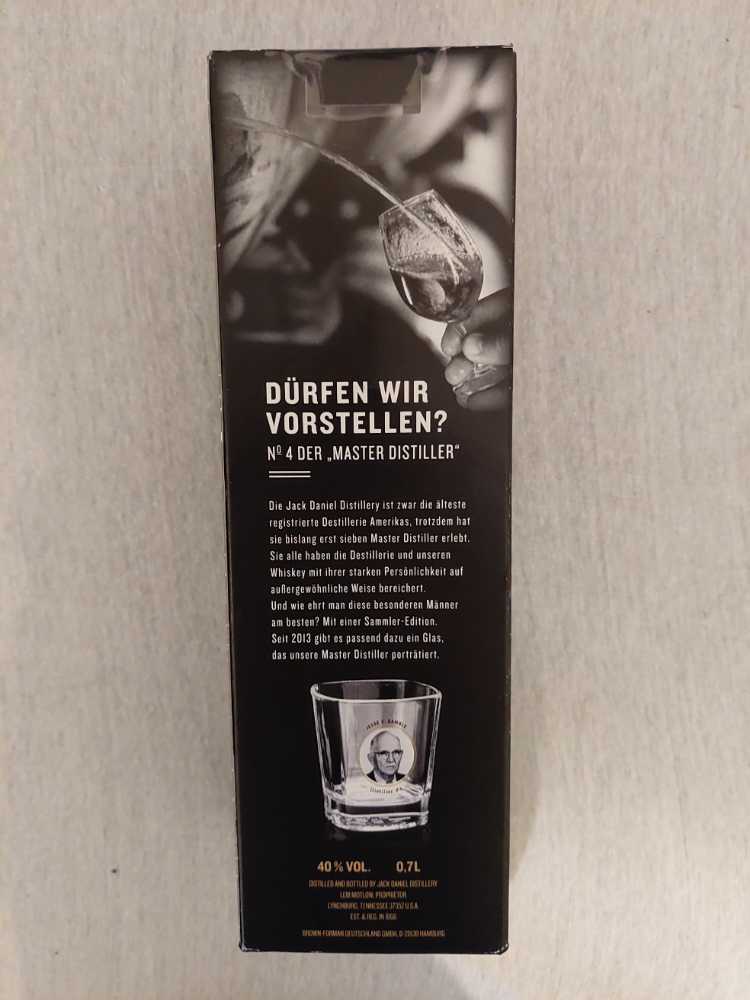 DÜRFEN WIR
VORSTELLEN?
Nº 4 DER „MASTER DISTILLER“
Die Jack Daniel Distillery ist zwar die älteste
registrierte Destillerie Amerikas, trotzdem hat
sie bislang erst sieben Master Distiller erlebt.
Sie alle haben die Destillerie und unseren
Whiskey mit ihrer starken Persönlichkeit auf
außergewöhnliche Weise bereichert.
Und wie ehrt man diese besonderen Männer
am besten? Mit einer Sammler-Edition.
Seit 2013 gibt es passend dazu ein Glas,
das unsere Master Distiller porträtiert.
Distiller #4
40 % VOL. 0,7L
DISTILLED AND BOTTLED BY JACK DANIEL DISTILLERY
LEM MOTLOW, PROPRIETOR
LYNCHBURG, TENNESSEE 37352 U.S.A.
EST. & REG. IN 1866
BROWN-FORMAN DEUTSCHLAND GMBH, D-20630 HAMBURG